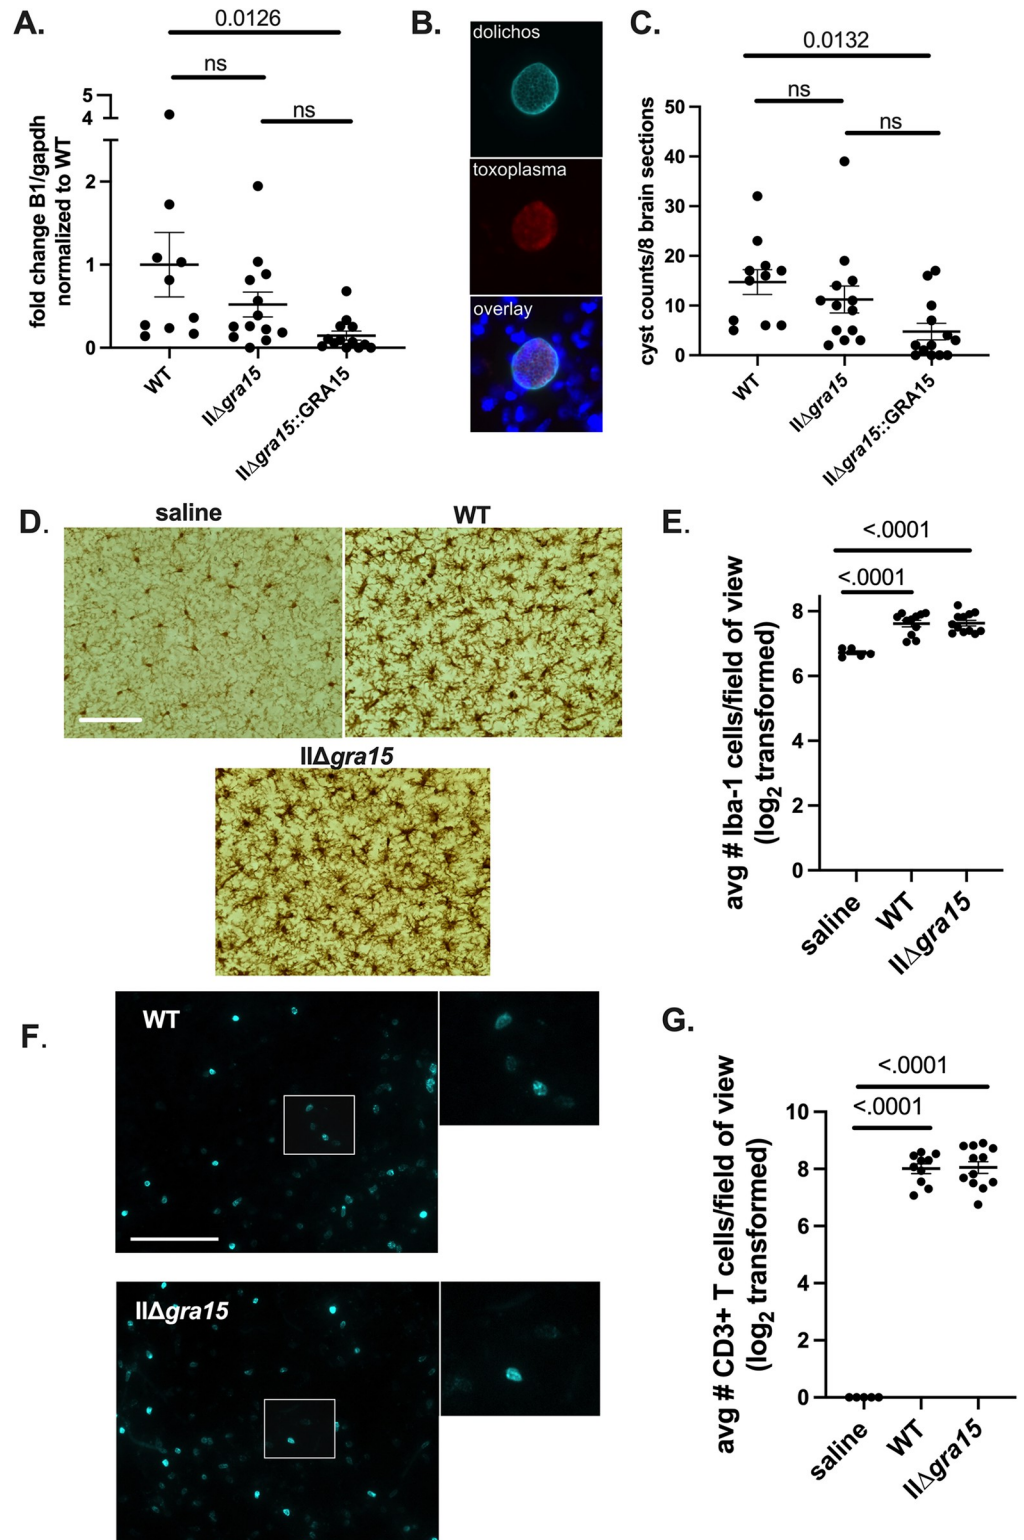 A.
0.0126
ns
ns
fold change B1/gapdh
normalized to WT
5
4
2
1
0
WT
IIΔgra15
IIΔgra15::GRA15
B.
dolichos
toxoplasma
overlay
C.
0.0132
ns
ns
cyst counts/8 brain sections
50
40
30
20
10
0
WT
IIΔgra15
IIΔgra15::GRA15
D.
saline
WT
IIΔgra15
E.
<.0001
<.0001
avg # Iba-1 cells/field of view
(log2 transformed)
8
6
4
2
0
saline
WT
IIΔgra15
F.
WT
IIΔgra15
G.
<.0001
<.0001
avg # CD3+ T cells/field of view
(log2 transformed)
10
8
6
4
2
0
saline
WT
IIΔgra15